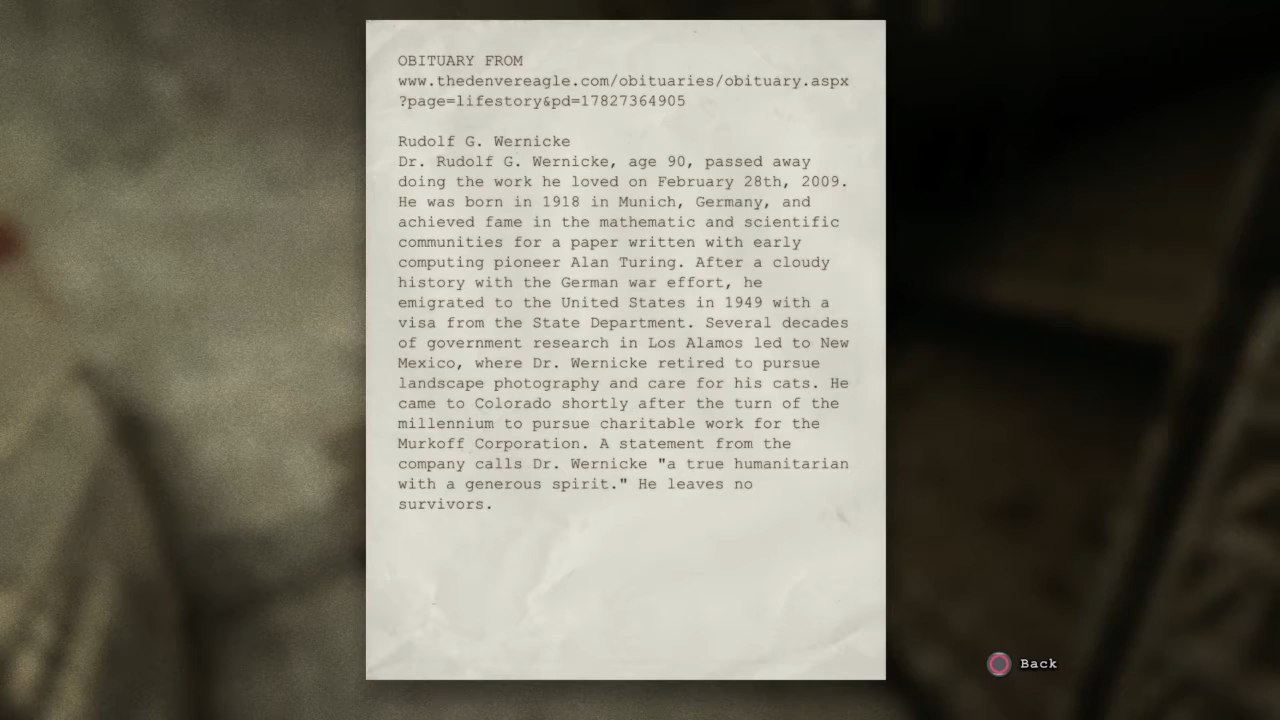 OBITUARY FROM
www.thedenvereagle.com/obituaries/obituary.aspx
?page=lifestory&pd=17827364905
Rudolf G. Wernicke
Dr. Rudolf G. Wernicke, age 90, passed away
doing the work he loved on February 28th, 2009.
He was born in 1918 in Munich, Germany, and
achieved fame in the mathematic and scientific
communities for a paper written with early
computing pioneer Alan Turing. After a cloudy
history with the German war effort, he
emigrated to the United States in 1949 with a
visa from the State Department. Several decades
of government research in Los Alamos led to New
Mexico, where Dr. Wernicke retired to pursue
landscape photography and care for his cats. He
came to Colorado shortly after the turn of the
millennium to pursue charitable work for the
Murkoff Corporation. A statement from the
company calls Dr. Wernicke "a true humanitarian
with a generous spirit." He leaves no
survivors.
Back